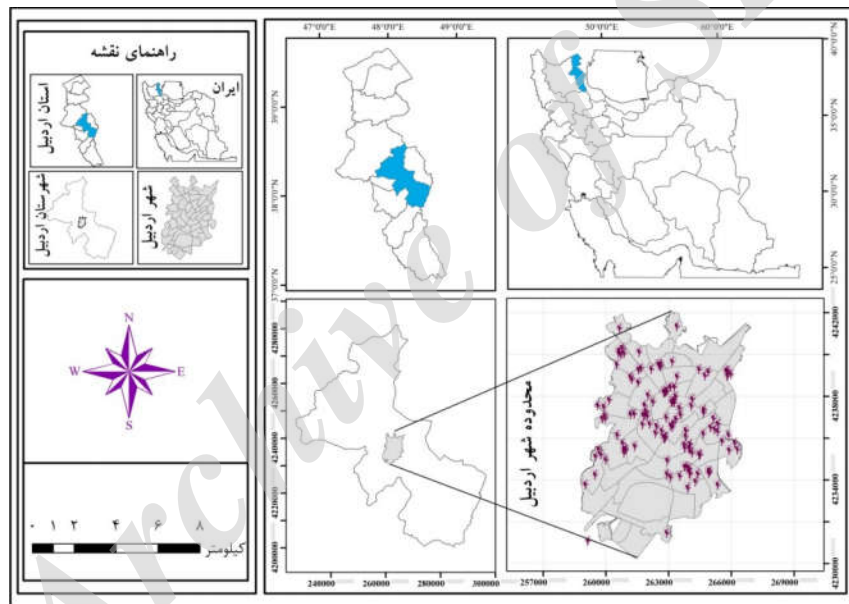 راهنمای نقشه
استان اردبیل
ایران
شهرستان اردبیل
شهر اردبیل
N
W E
S
۰ ۱ ۲ ۴ ۶ ۸
کیلومتر
47°0'0"E 48°0'0"E 49°0'0"E
39°0'0"N
38°0'0"N
37°0'0"N
50°0'0"E 60°0'0"E
40°0'0"N
35°0'0"N
30°0'0"N
25°0'0"N
4280000
4260000
4240000
4220000
4200000
240000 260000 280000 300000
محدوده شهر اردبیل
4242000
4238000
4234000
4230000
257000 260000 263000 266000 269000
Archive of S